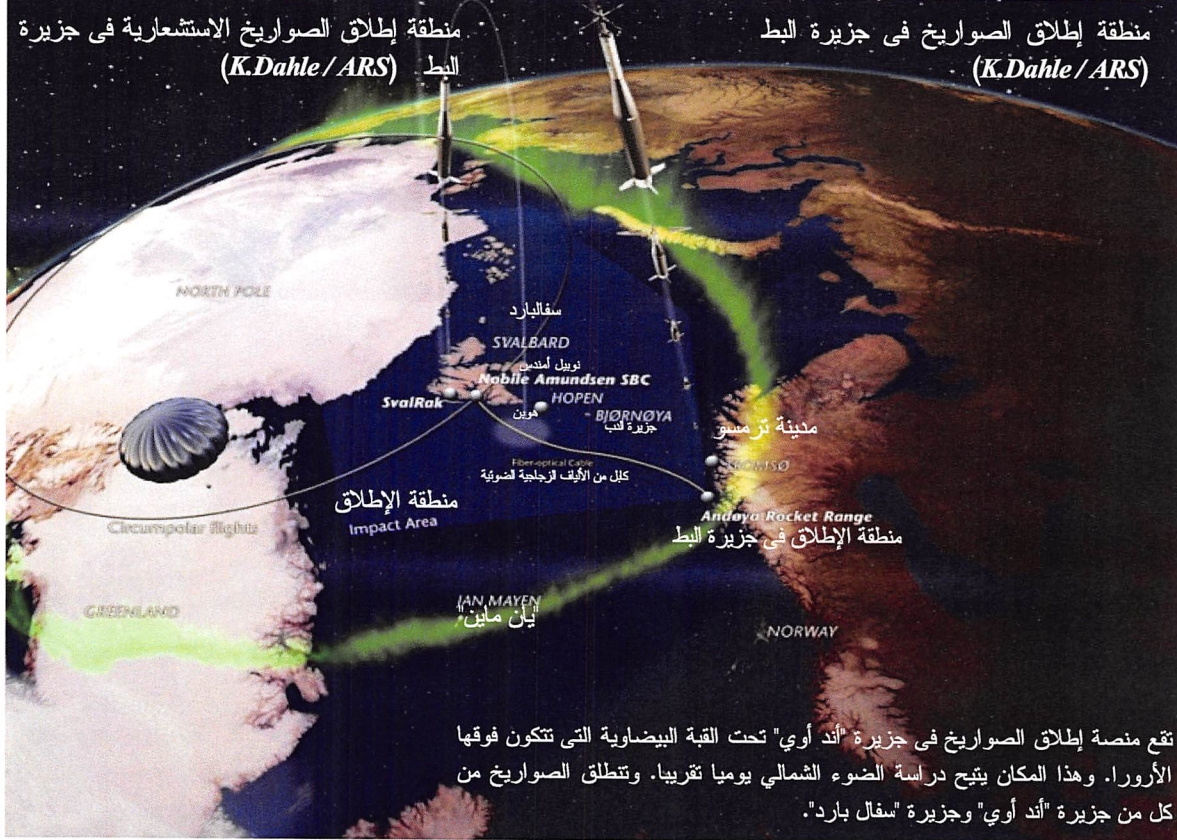 منطقة إطلاق الصواريخ فى جزيرة البط
(K.Dahle / ARS)
منطقة إطلاق الصواريخ الاستشعارية فى جزيرة
البط (K.Dahle / ARS)
NORTH POLE
سفالبارد
SVALBARD
نوبيل أمندس
Nobile Amundsen SBC
SvalRak
HOPEN
هوبن
BJØRNØYA
جزيرة الدب
مدينة ترمسو
TROMSØ
Fiber-optical Cable
كابل من الألياف الزجاجية الضوئية
منطقة الإطلاق
Impact Area
Circumpolar flights
Andøya Rocket Range
منطقة الإطلاق فى جزيرة البط
GREENLAND
JAN MAYEN
"يان ماين"
NORWAY
تقع منصة إطلاق الصواريخ فى جزيرة "أند أوي" تحت القبة البيضاوية التى تتكون فوقها
الأرورا. وهذا المكان يتيح دراسة الضوء الشمالي يوميا تقريبا. وتنطلق الصواريخ من
كل من جزيرة "أند أوي" وجزيرة "سفال بارد".